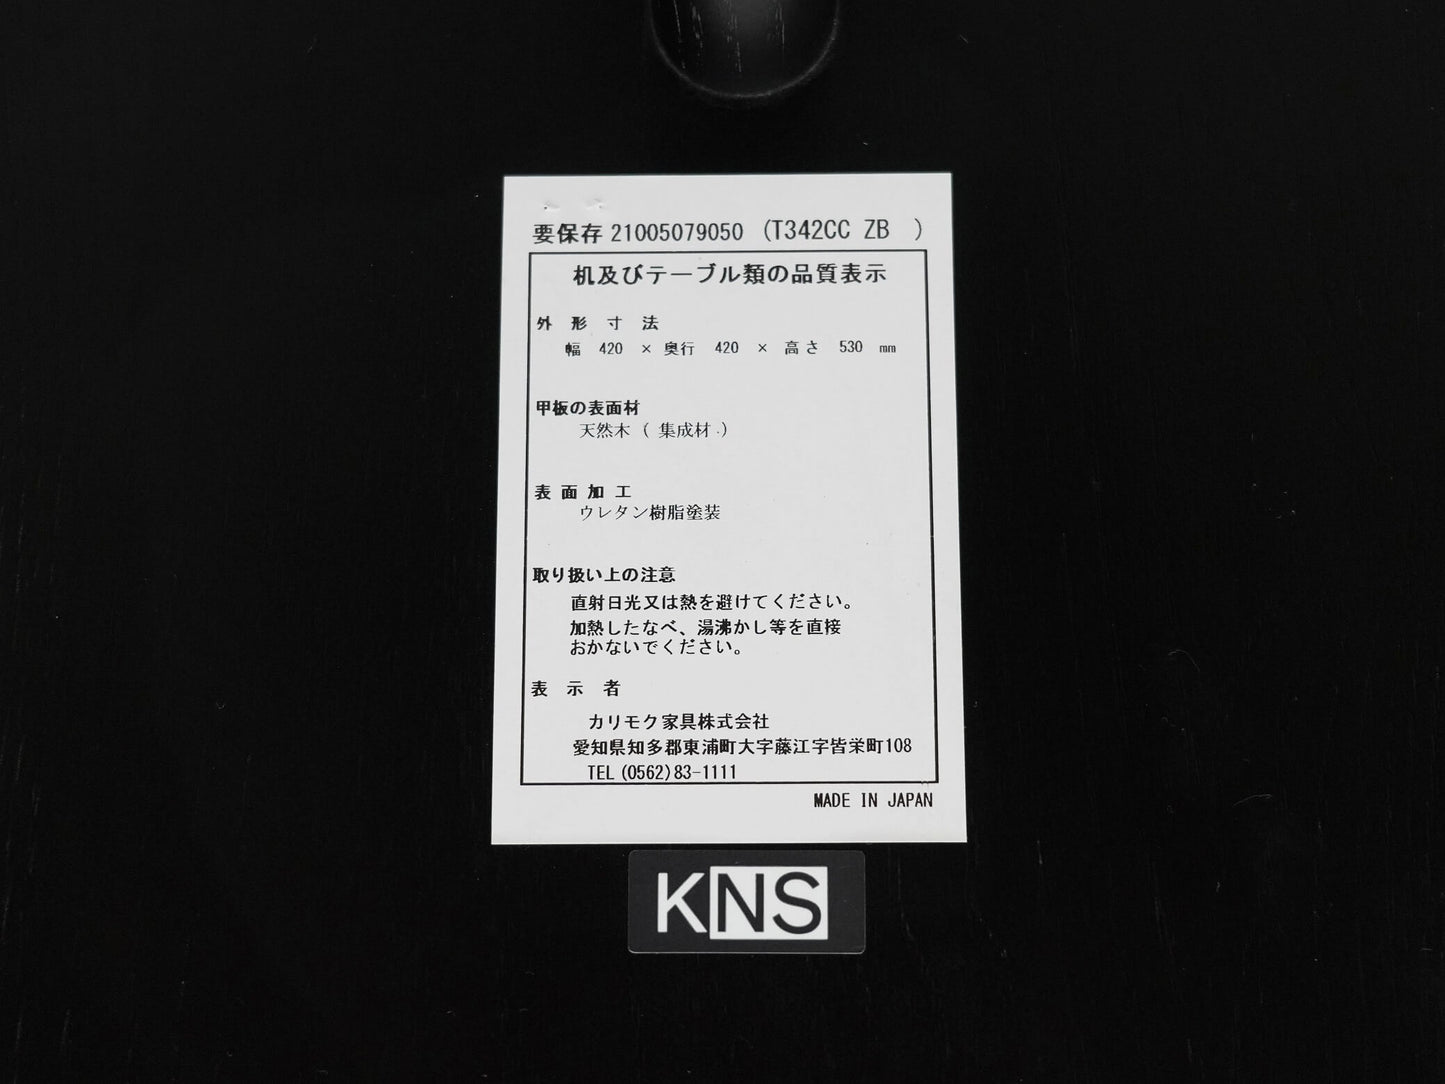 要保存 21005079050 (T342CC ZB )
机及びテーブル類の品質表示
外形寸法
幅 420 × 奥行 420 × 高さ 530 mm
甲板の表面材
天然木 ( 集成材 )
表面加工
ウレタン樹脂塗装
取り扱い上の注意
直射日光又は熱を避けてください。
加熱したなべ、湯沸かし等を直接
おかないでください。
表示者
カリモク家具株式会社
愛知県知多郡東浦町大字藤江字皆栄町108
TEL (0562)83-1111
MADE IN JAPAN
KNS